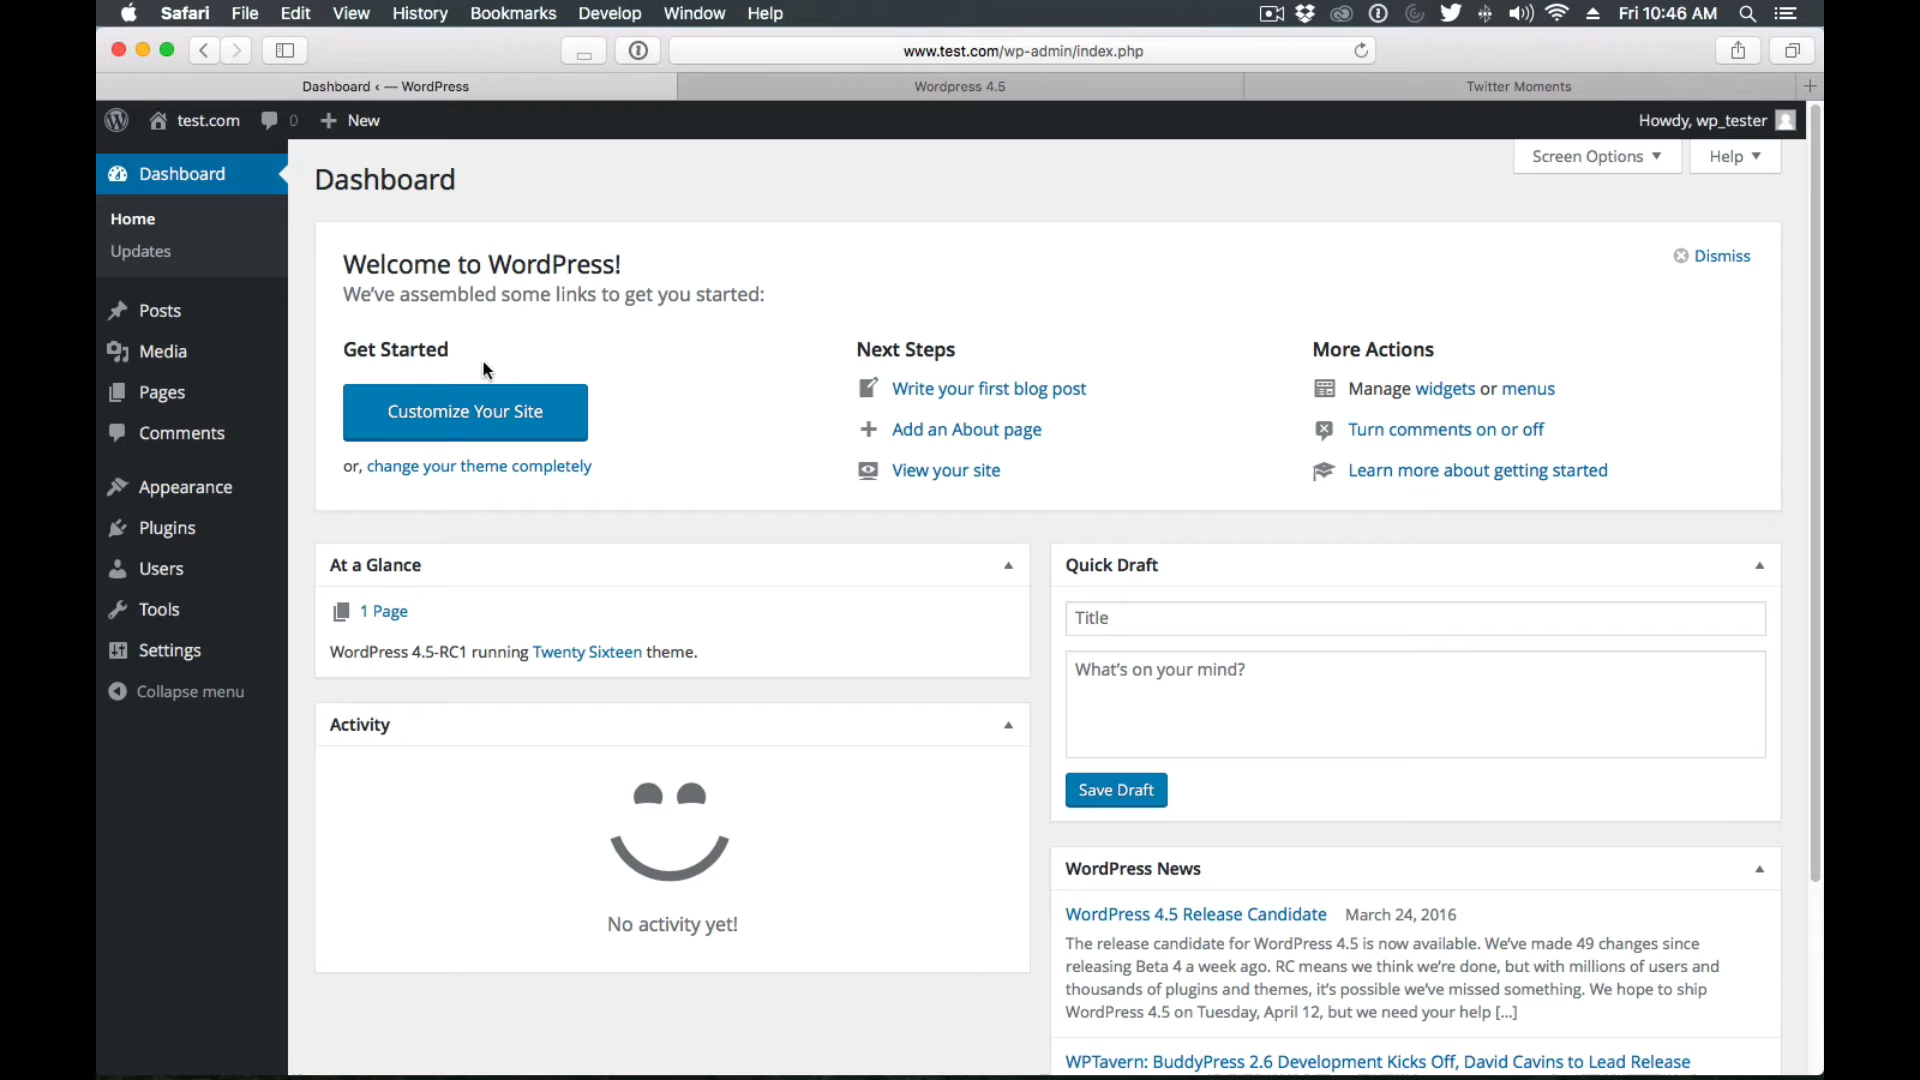 Safari File Edit View History Bookmarks Develop Window Help Fri 10:46 AM
www.test.com/wp-admin/index.php
Dashboard ‹ — WordPress
Wordpress 4.5
Twitter Moments
test.com 0 New
Howdy, wp_tester
Dashboard
Home
Updates
Posts
Media
Pages
Comments
Appearance
Plugins
Users
Tools
Settings
Collapse menu
Screen Options
Help
Dashboard
Welcome to WordPress!
We've assembled some links to get you started:
Dismiss
Get Started
Customize Your Site
or, change your theme completely
Next Steps
Write your first blog post
Add an About page
View your site
More Actions
Manage widgets or menus
Turn comments on or off
Learn more about getting started
At a Glance
1 Page
WordPress 4.5-RC1 running Twenty Sixteen theme.
Activity
No activity yet!
Quick Draft
Title
What's on your mind?
Save Draft
WordPress News
WordPress 4.5 Release Candidate March 24, 2016
The release candidate for WordPress 4.5 is now available. We've made 49 changes since
releasing Beta 4 a week ago. RC means we think we're done, but with millions of users and
thousands of plugins and themes, it's possible we've missed something. We hope to ship
WordPress 4.5 on Tuesday, April 12, but we need your help [...]
WPTavern: BuddyPress 2.6 Development Kicks Off, David Cavins to Lead Release